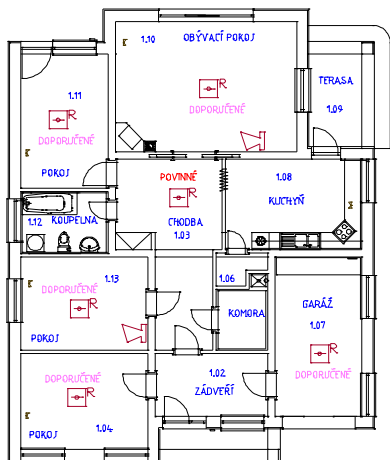 1.10 OBÝVACÍ POKOJ
R
DOPORUČENÉ
TERASA
1.09
1.11
R
DOPORUČENÉ
POKOJ
POVINNÉ
R
CHODBA
1.03
1.08
KUCHYŇ
1.12 KOUPELNA
1.13
DOPORUČENÉ
R
POKOJ
1.06
KOMORA
GARÁŽ
1.07
R
DOPORUČENÉ
1.02
ZÁDVEŘÍ
DOPORUČENÉ
R
POKOJ 1.04